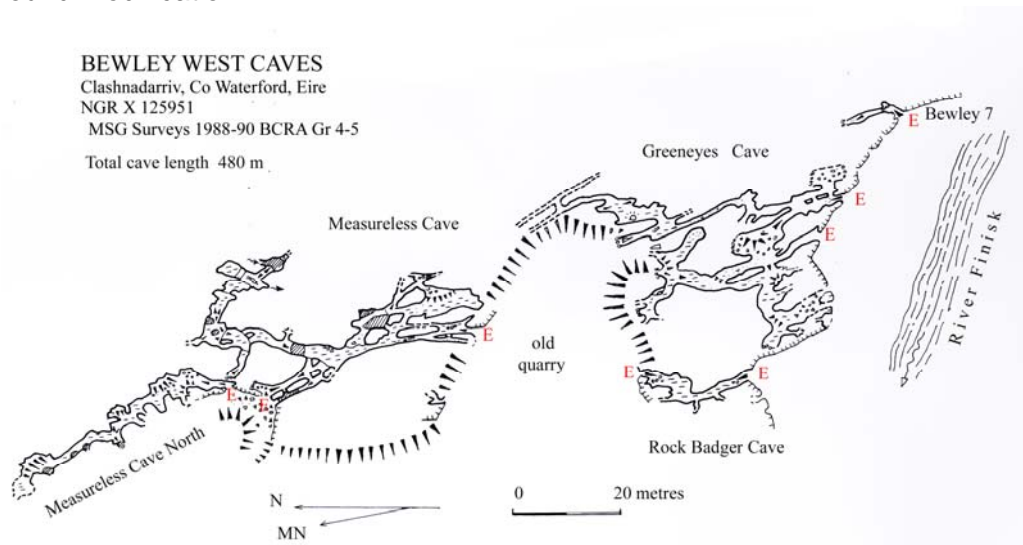 BEWLEY WEST CAVES
Clashnadarriv, Co Waterford, Eire
NGR X 125951
MSG Surveys 1988-90 BCRA Gr 4-5
Total cave length 480 m
E Bewley 7
Greeneyes Cave
E
E
Measureless Cave
River Finisk
E
old
quarry
E
E
E
E
Rock Badger Cave
Measureless Cave North
N
MN
0 20 metres